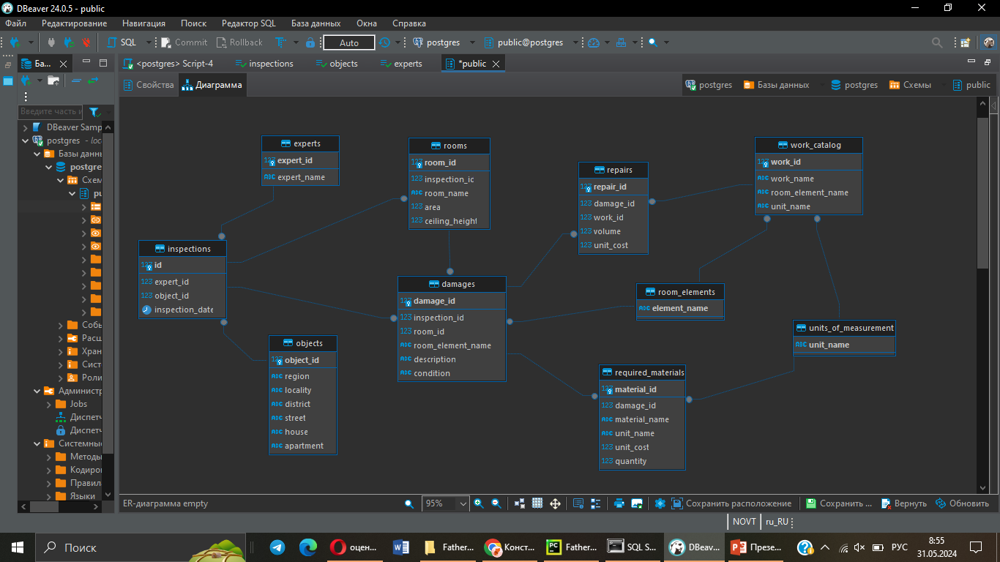 DBeaver 24.0.5 - public
Файл Редактирование Навигация Поиск Редактор SQL База данных Окна Справка
SQL Commit Rollback Auto postgres public@postgres
Ба... <postgres> Script-4 inspections objects experts *public
Свойства Диаграмма postgres Базы данных postgres Схемы public
Введите часть и
DBeaver Samp
postgres - loc
Базы данн
postgre
Схем
pu
Собы
Расш
Хран
Систе
Роли
Администр
Jobs
Диспетч
Диспетч
Системные
Методы
Кодиров
Правила
Языки
experts
expert_id
expert_name
rooms
room_id
inspection_ic
room_name
area
ceiling_height
repairs
repair_id
damage_id
work_id
volume
unit_cost
work_catalog
work_id
work_name
room_element_name
unit_name
inspections
id
expert_id
object_id
inspection_date
damages
damage_id
inspection_id
room_id
room_element_name
description
condition
room_elements
element_name
units_of_measurement
unit_name
objects
object_id
region
locality
district
street
house
apartment
required_materials
material_id
damage_id
material_name
unit_name
unit_cost
quantity
ER-диаграмма empty 95% Сохранить расположение Сохранить ... Вернуть Обновить
NOVT ru_RU
Поиск оцен... Father... Конст... Father... SQL S... DBeav... Презе... РУС 8:55
31.05.2024